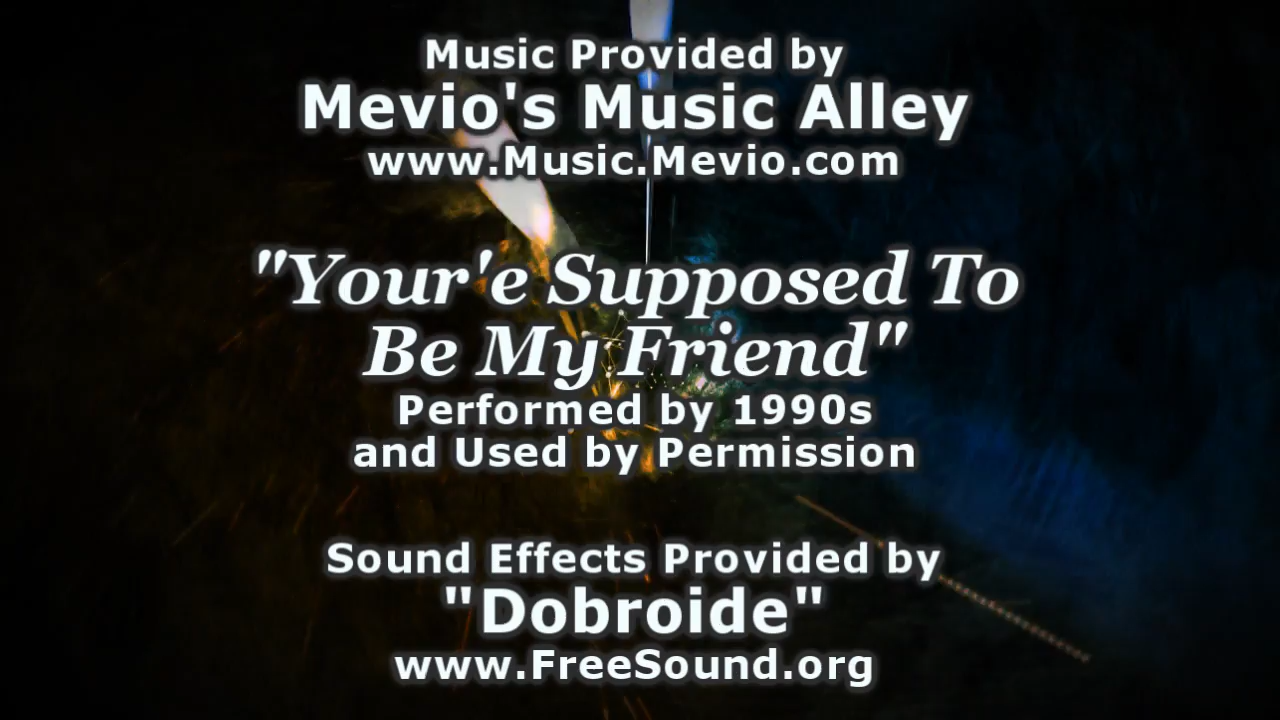 Music Provided by
Mevio's Music Alley
www.Music.Mevio.com
"Your'e Supposed To
Be My Friend"
Performed by 1990s
and Used by Permission
Sound Effects Provided by
"Dobroide"
www.FreeSound.org